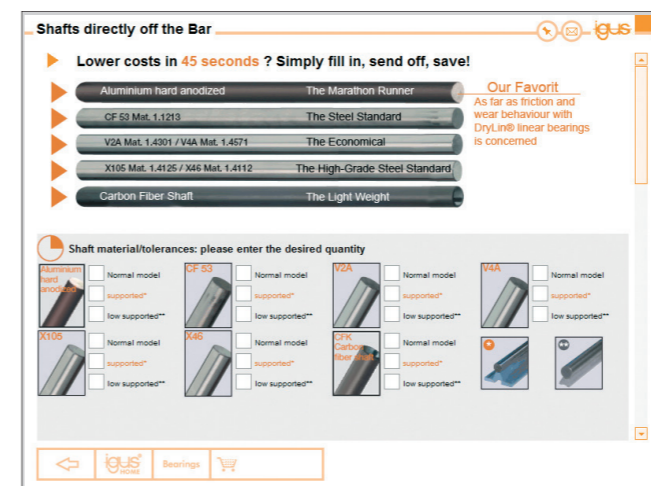 Shafts directly off the Bar
igus
Lower costs in 45 seconds ? Simply fill in, send off, save!
Aluminium hard anodized The Marathon Runner
CF 53 Mat. 1.1213 The Steel Standard
V2A Mat. 1.4301 / V4A Mat. 1.4571 The Economical
X105 Mat. 1.4125 / X46 Mat. 1.4112 The High-Grade Steel Standard
Carbon Fiber Shaft The Light Weight
Our Favorit
As far as friction and
wear behaviour with
DryLin® linear bearings
is concerned
Shaft material/tolerances: please enter the desired quantity
Aluminium
hard
anodized
Normal model
supported*
low supported**
CF 53
Normal model
supported*
low supported**
V2A
Normal model
supported*
low supported**
V4A
Normal model
supported*
low supported**
X105
Normal model
supported*
low supported**
X46
Normal model
supported*
low supported**
CFK
Carbon
fiber shaft
Normal model
supported*
low supported**
igus®
HOME
Bearings